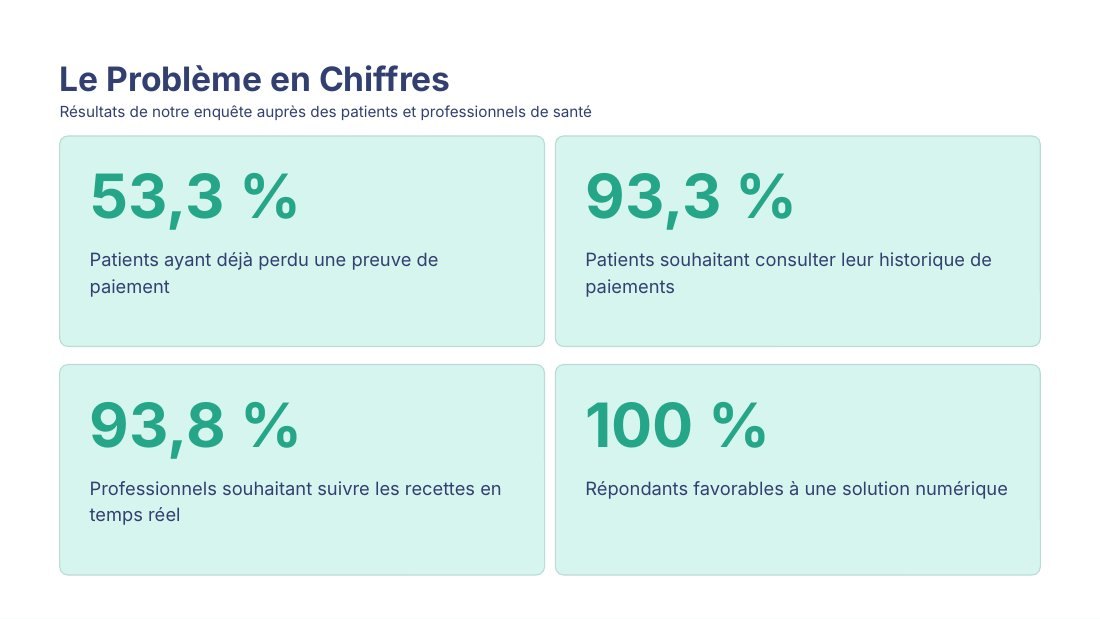 Le Problème en Chiffres
Résultats de notre enquête auprès des patients et professionnels de santé
53,3 %
Patients ayant déjà perdu une preuve de
paiement
93,3 %
Patients souhaitant consulter leur historique de
paiements
93,8 %
Professionnels souhaitant suivre les recettes en
temps réel
100 %
Répondants favorables à une solution numérique